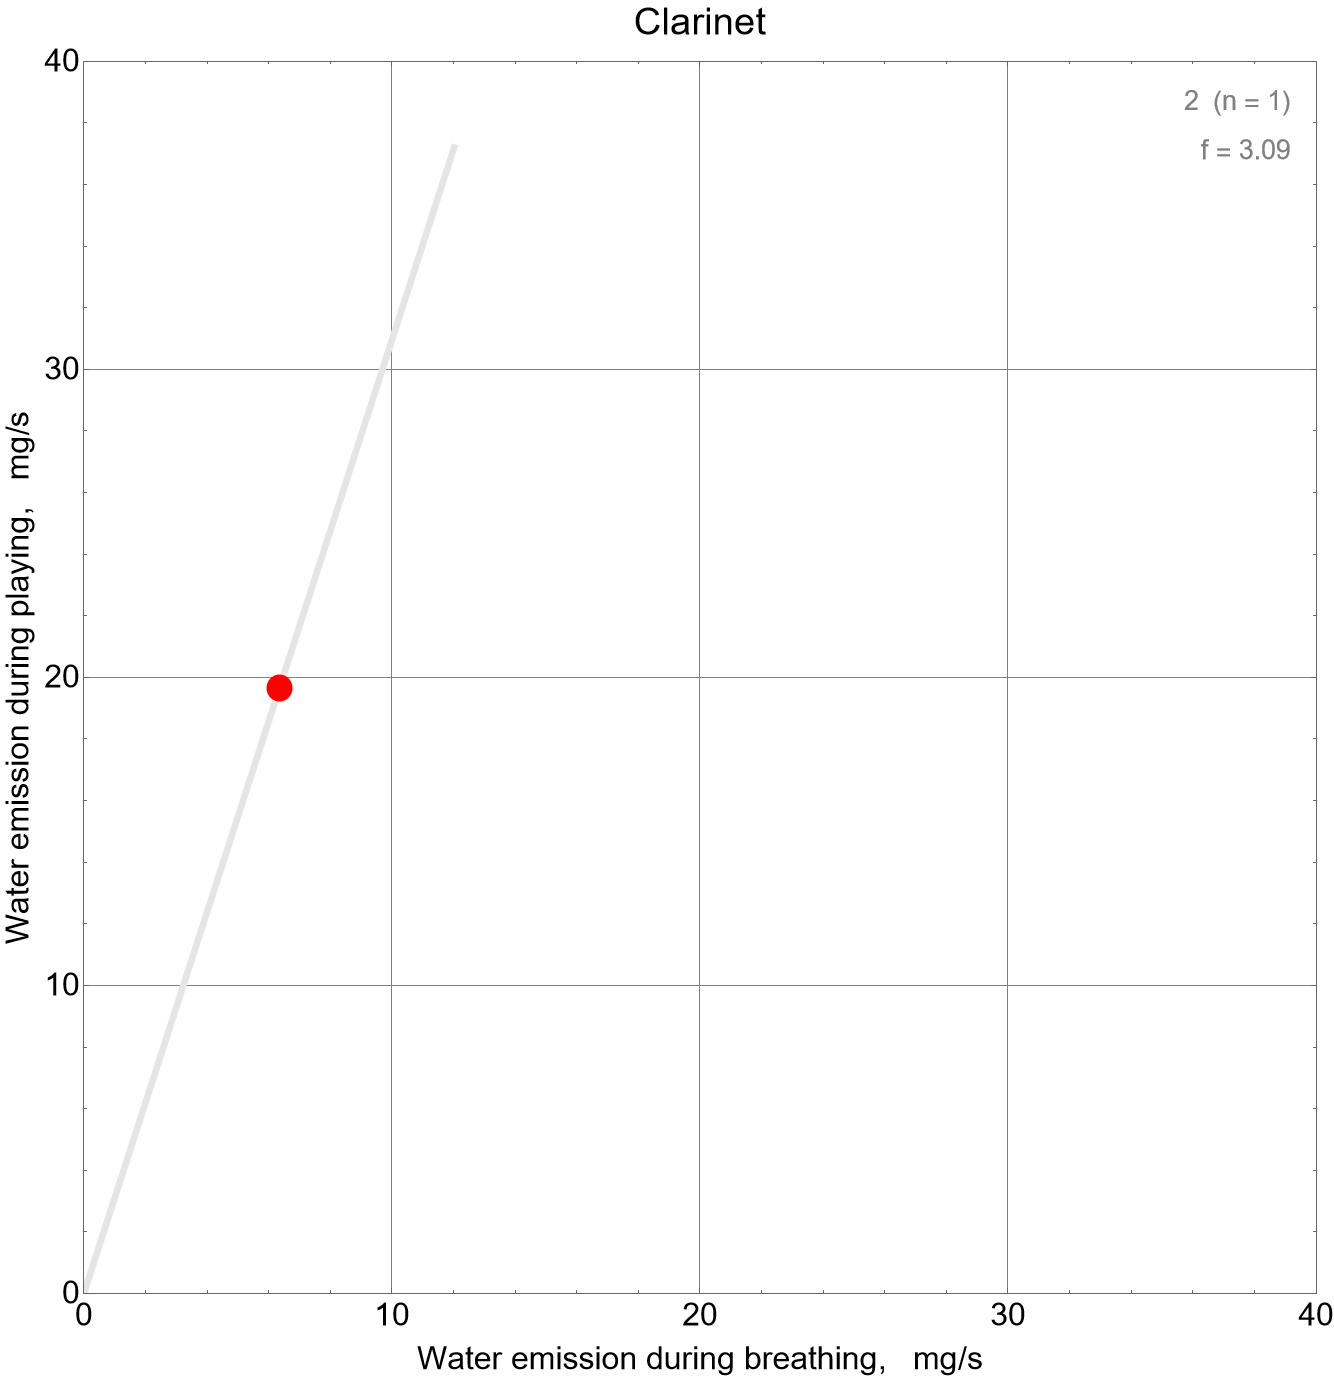 Clarinet
2 (n = 1)
f = 3.09
40
30
20
10
0
Water emission during playing, mg/s
0 10 20 30 40
Water emission during breathing, mg/s